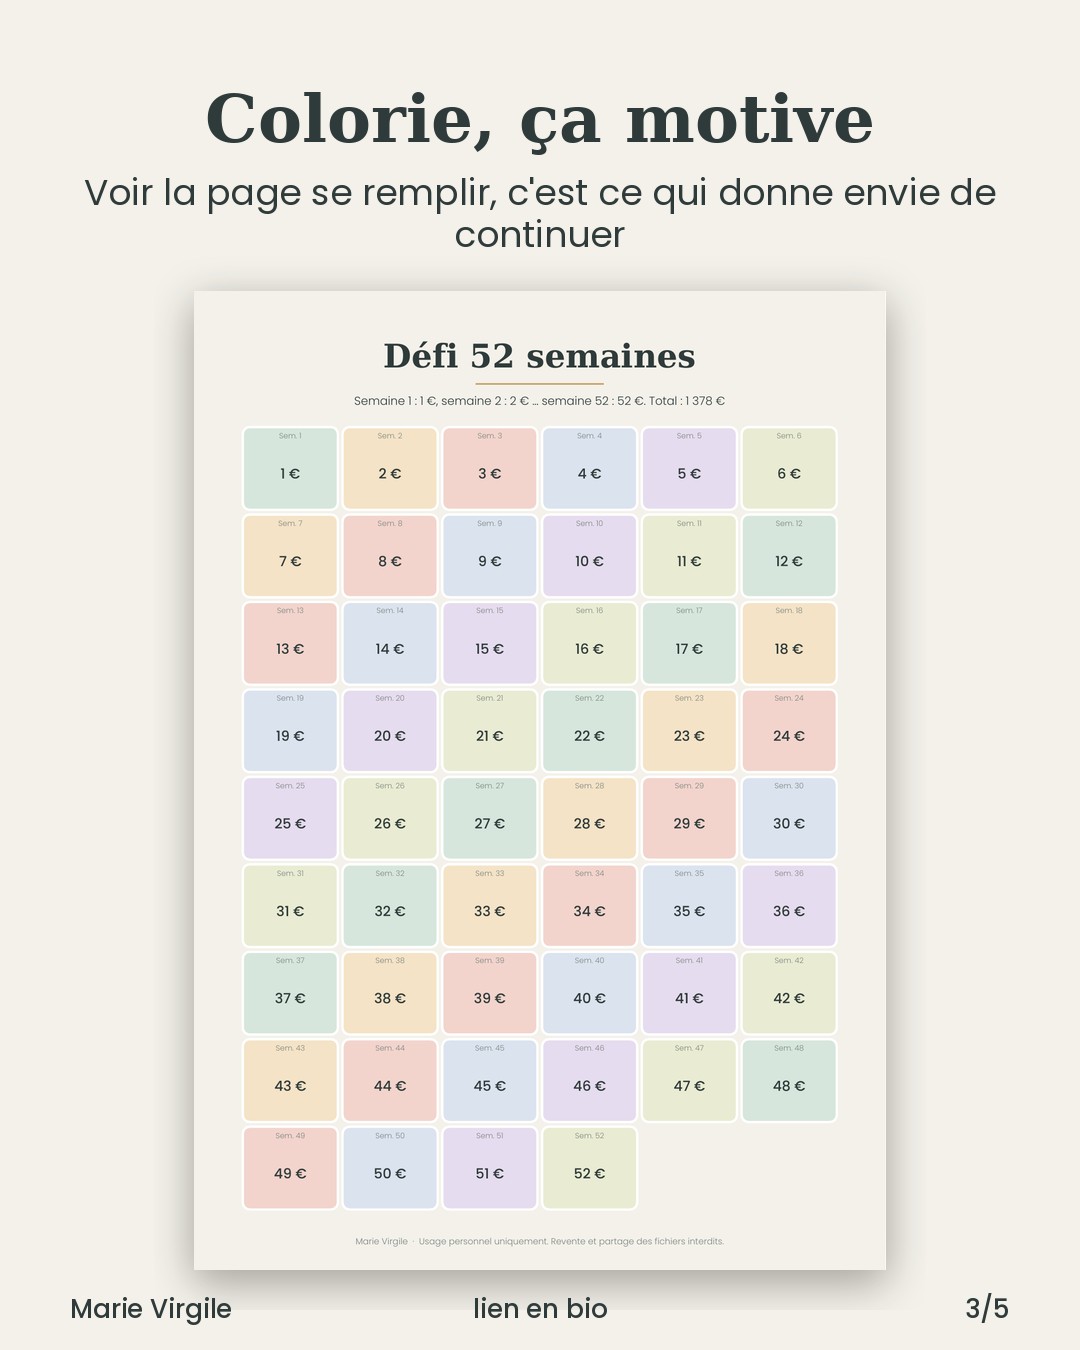 Colorie, ça motive
Voir la page se remplir, c'est ce qui donne envie de
continuer
Défi 52 semaines
Semaine 1 : 1 €, semaine 2 : 2 € … semaine 52 : 52 €. Total : 1 378 €
Sem. 1 Sem. 2 Sem. 3 Sem. 4 Sem. 5 Sem. 6
1 € 2 € 3 € 4 € 5 € 6 €
Sem. 7 Sem. 8 Sem. 9 Sem. 10 Sem. 11 Sem. 12
7 € 8 € 9 € 10 € 11 € 12 €
Sem. 13 Sem. 14 Sem. 15 Sem. 16 Sem. 17 Sem. 18
13 € 14 € 15 € 16 € 17 € 18 €
Sem. 19 Sem. 20 Sem. 21 Sem. 22 Sem. 23 Sem. 24
19 € 20 € 21 € 22 € 23 € 24 €
Sem. 25 Sem. 26 Sem. 27 Sem. 28 Sem. 29 Sem. 30
25 € 26 € 27 € 28 € 29 € 30 €
Sem. 31 Sem. 32 Sem. 33 Sem. 34 Sem. 35 Sem. 36
31 € 32 € 33 € 34 € 35 € 36 €
Sem. 37 Sem. 38 Sem. 39 Sem. 40 Sem. 41 Sem. 42
37 € 38 € 39 € 40 € 41 € 42 €
Sem. 43 Sem. 44 Sem. 45 Sem. 46 Sem. 47 Sem. 48
43 € 44 € 45 € 46 € 47 € 48 €
Sem. 49 Sem. 50 Sem. 51 Sem. 52
49 € 50 € 51 € 52 €
Marie Virgile · Usage personnel uniquement. Revente et partage des fichiers interdits.
Marie Virgile lien en bio 3/5